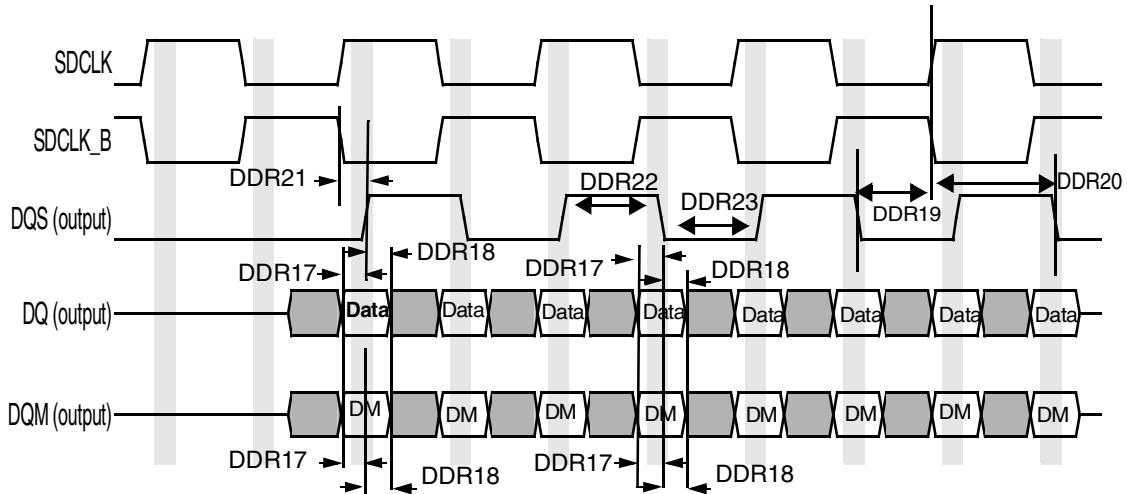 SDCLK
SDCLK_B
DDR21
DDR22
DDR23
DDR19
DDR20
DQS (output)
DDR17
DDR18
DDR17
DDR18
DQ (output)
Data
Data
Data
Data
Data
Data
Data
Data
DQM (output)
DM
DM
DM
DM
DM
DM
DM
DM
DDR17
DDR18
DDR17
DDR18